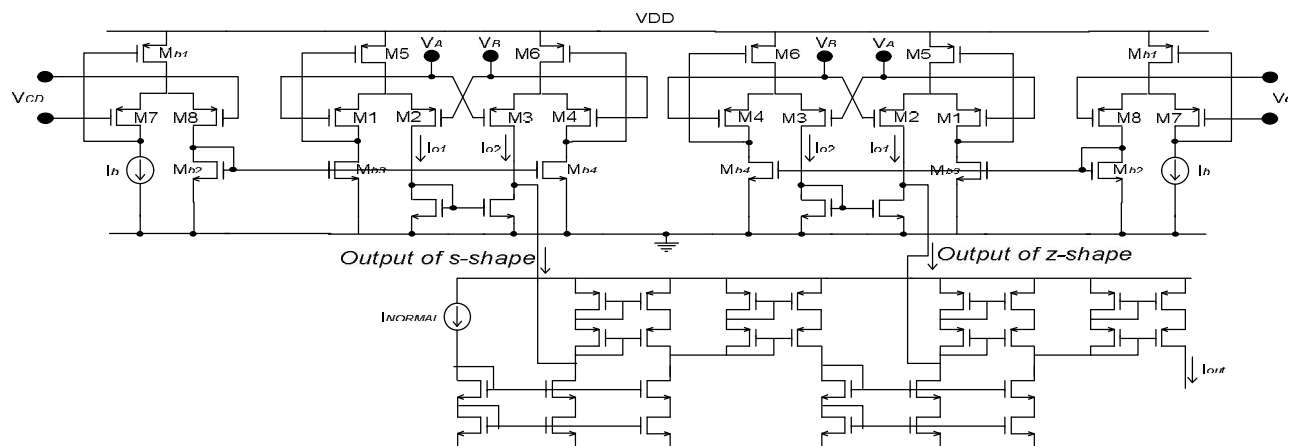 VDD
Mb1 M5 VA VB M6 M6 VB VA M5 Mb1
VCD M7 M8 M1 M2 M3 M4 M4 M3 M2 M1 M8 M7
Io1 Io2 Io2 Io1
Ib Mb2 Mb3 Mb4 Mb4 Mb3 Mb2 Ib
Output of s-shape Output of z-shape
INORMAL
Iout